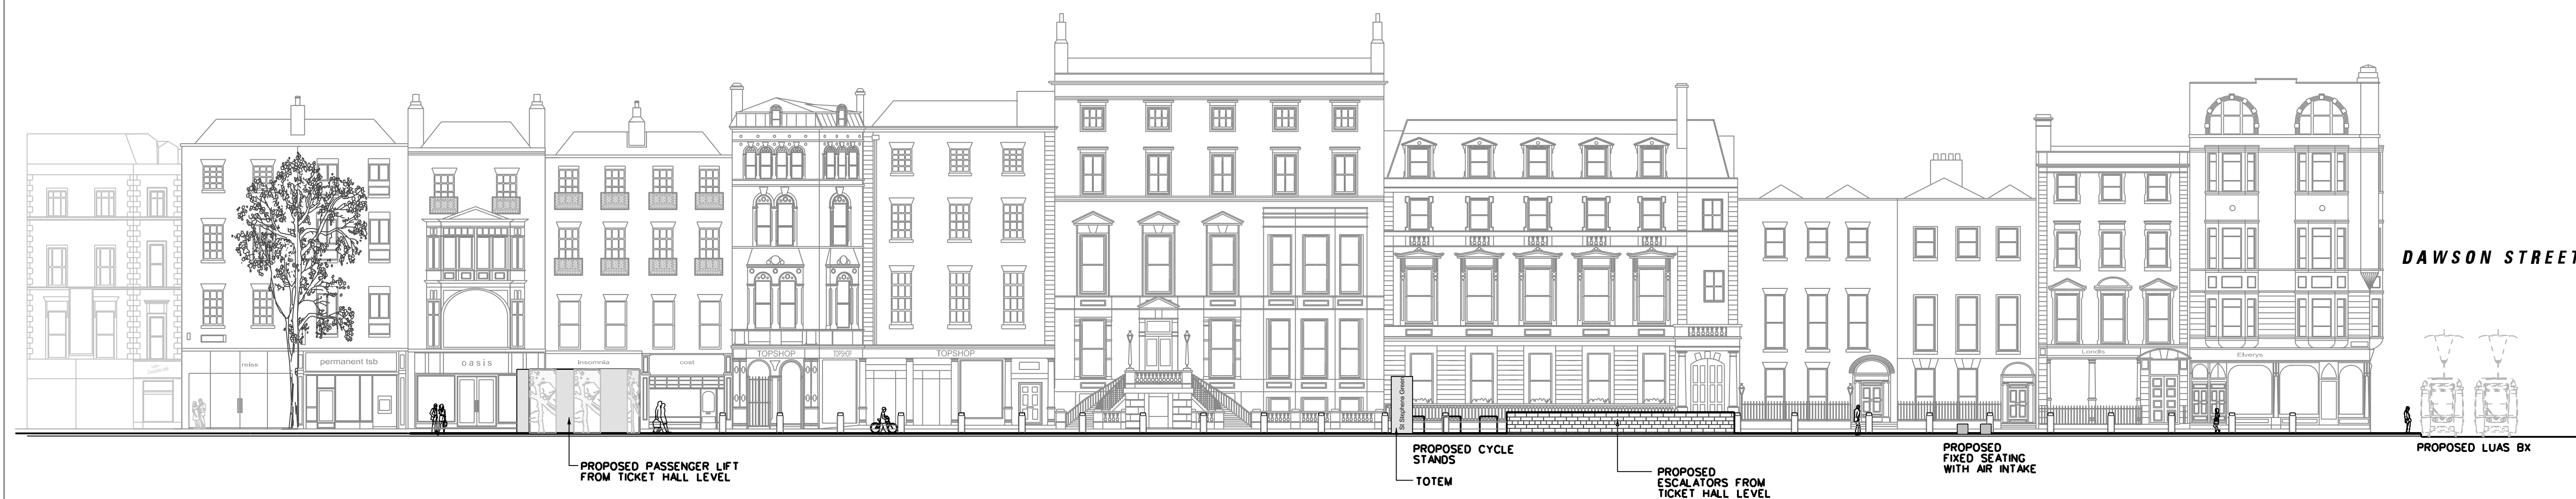 DAWSON STREET
reiss
permanent tsb
oasis
Insomnia
cost
TOPSHOP
TOPSHOP
TOPSHOP
St Stephens Green
Londis
Elverys
PROPOSED PASSENGER LIFT
FROM TICKET HALL LEVEL
PROPOSED CYCLE
STANDS
TOTEM
PROPOSED
ESCALATORS FROM
TICKET HALL LEVEL
PROPOSED
FIXED SEATING
WITH AIR INTAKE
PROPOSED LUAS BX